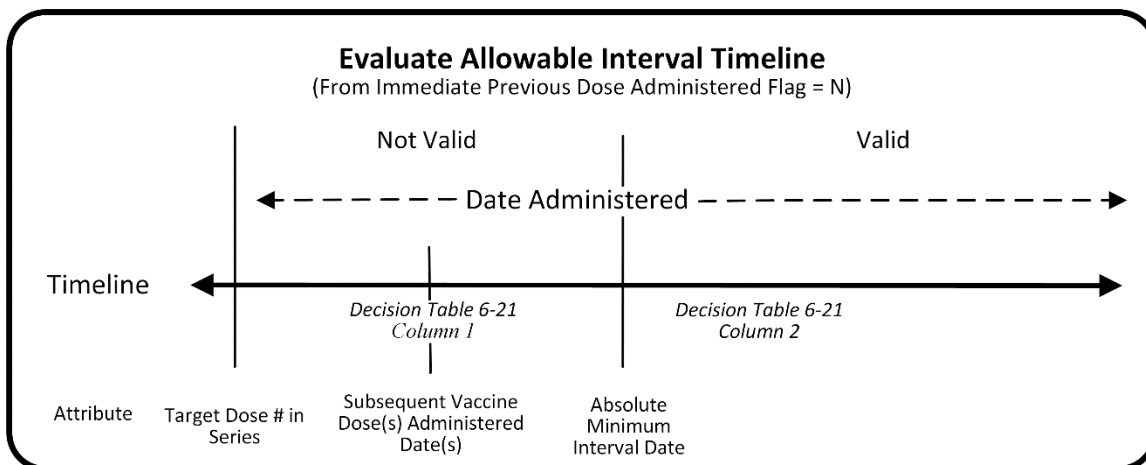 Evaluate Allowable Interval Timeline
(From Immediate Previous Dose Administered Flag = N)
Not Valid
Valid
Date Administered
Timeline
Decision Table 6-21
Column 1
Decision Table 6-21
Column 2
Attribute
Target Dose # in
Series
Subsequent Vaccine
Dose(s) Administered
Date(s)
Absolute
Minimum
Interval Date